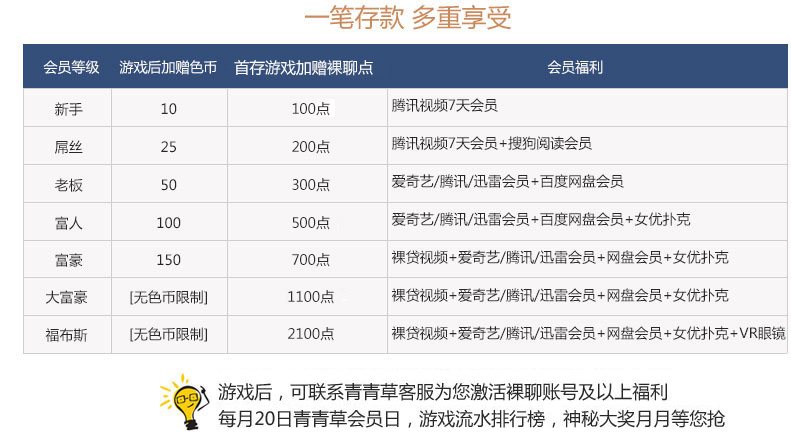 一笔存款 多重享受
会员等级 游戏后加赠色币 首存游戏加赠裸聊点 会员福利
新手 10 100点 腾讯视频7天会员
屌丝 25 200点 腾讯视频7天会员+搜狗阅读会员
老板 50 300点 爱奇艺/腾讯/迅雷会员+百度网盘会员
富人 100 500点 爱奇艺/腾讯/迅雷会员+百度网盘会员+女优扑克
富豪 150 700点 裸贷视频+爱奇艺/腾讯/迅雷会员+网盘会员+女优扑克
大富豪 [无色币限制] 1100点 裸贷视频+爱奇艺/腾讯/迅雷会员+网盘会员+女优扑克
福布斯 [无色币限制] 2100点 裸贷视频+爱奇艺/腾讯/迅雷会员+网盘会员+女优扑克+VR眼镜
游戏后，可联系青青草客服为您激活裸聊账号及以上福利
每月20日青青草会员日，游戏流水排行榜，神秘大奖月月等您抢